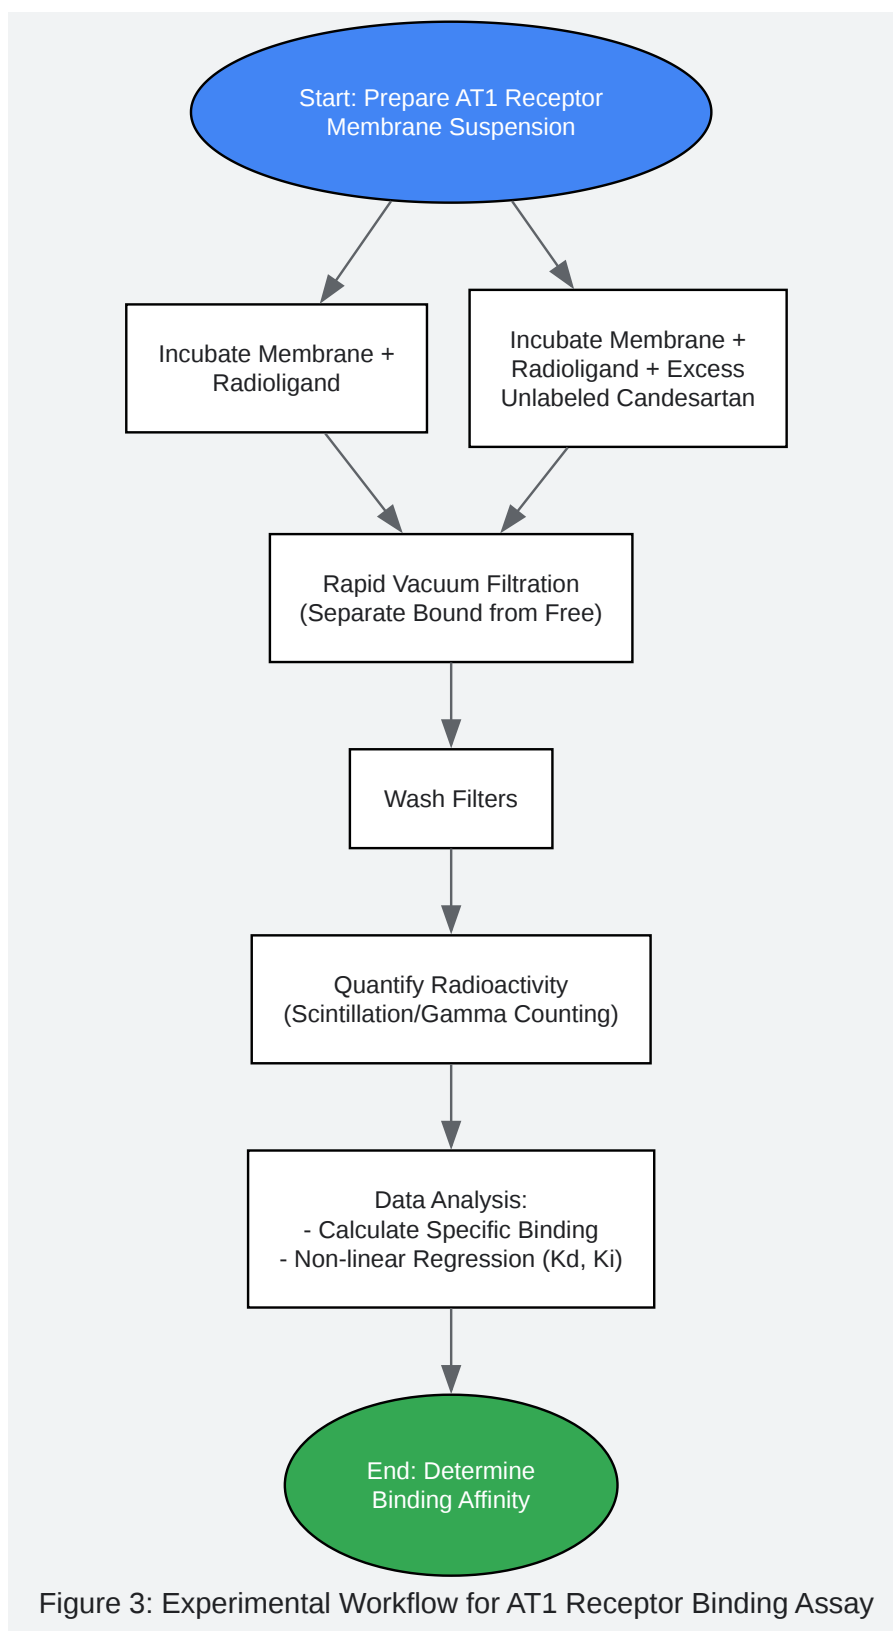 Start: Prepare AT1 Receptor
Membrane Suspension
Incubate Membrane +
Radioligand
Incubate Membrane +
Radioligand + Excess
Unlabeled Candesartan
Rapid Vacuum Filtration
(Separate Bound from Free)
Wash Filters
Quantify Radioactivity
(Scintillation/Gamma Counting)
Data Analysis:
- Calculate Specific Binding
- Non-linear Regression (Kd, Ki)
End: Determine
Binding Affinity
Figure 3: Experimental Workflow for AT1 Receptor Binding Assay